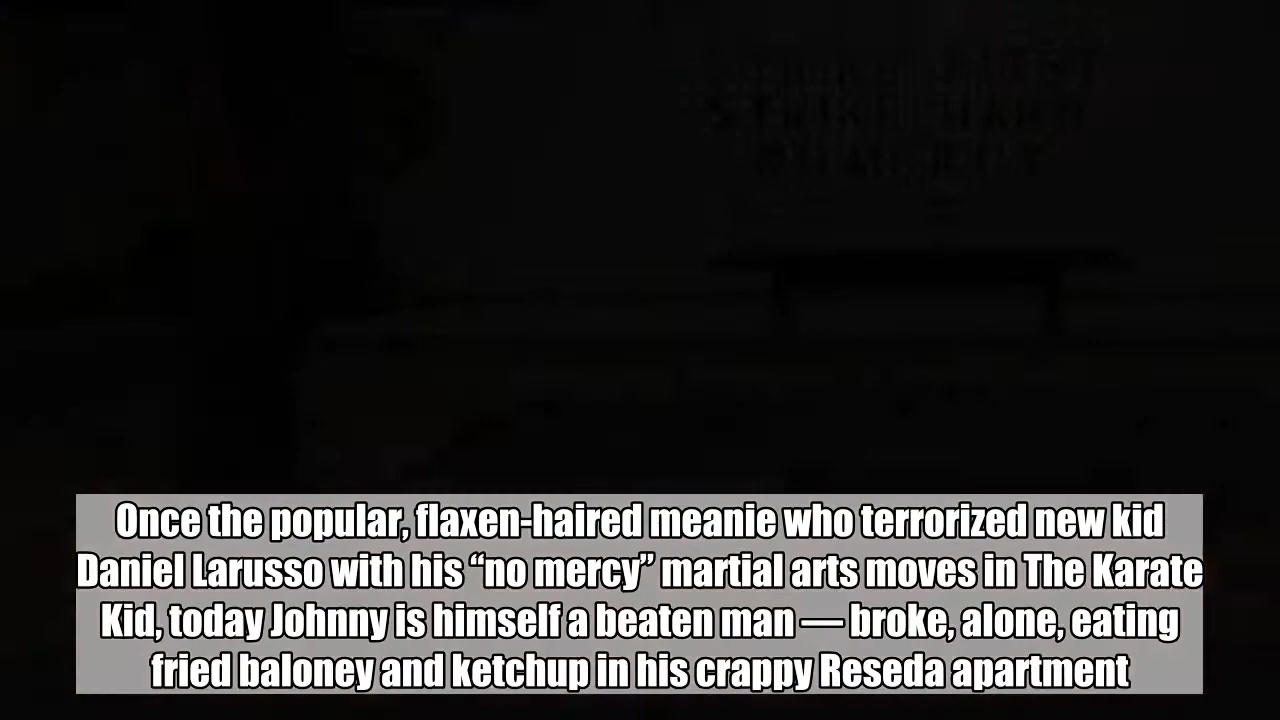 Once the popular, flaxen-haired meanie who terrorized new kid
Daniel Larusso with his “no mercy” martial arts moves in The Karate
Kid, today Johnny is himself a beaten man — broke, alone, eating
fried baloney and ketchup in his crappy Reseda apartment